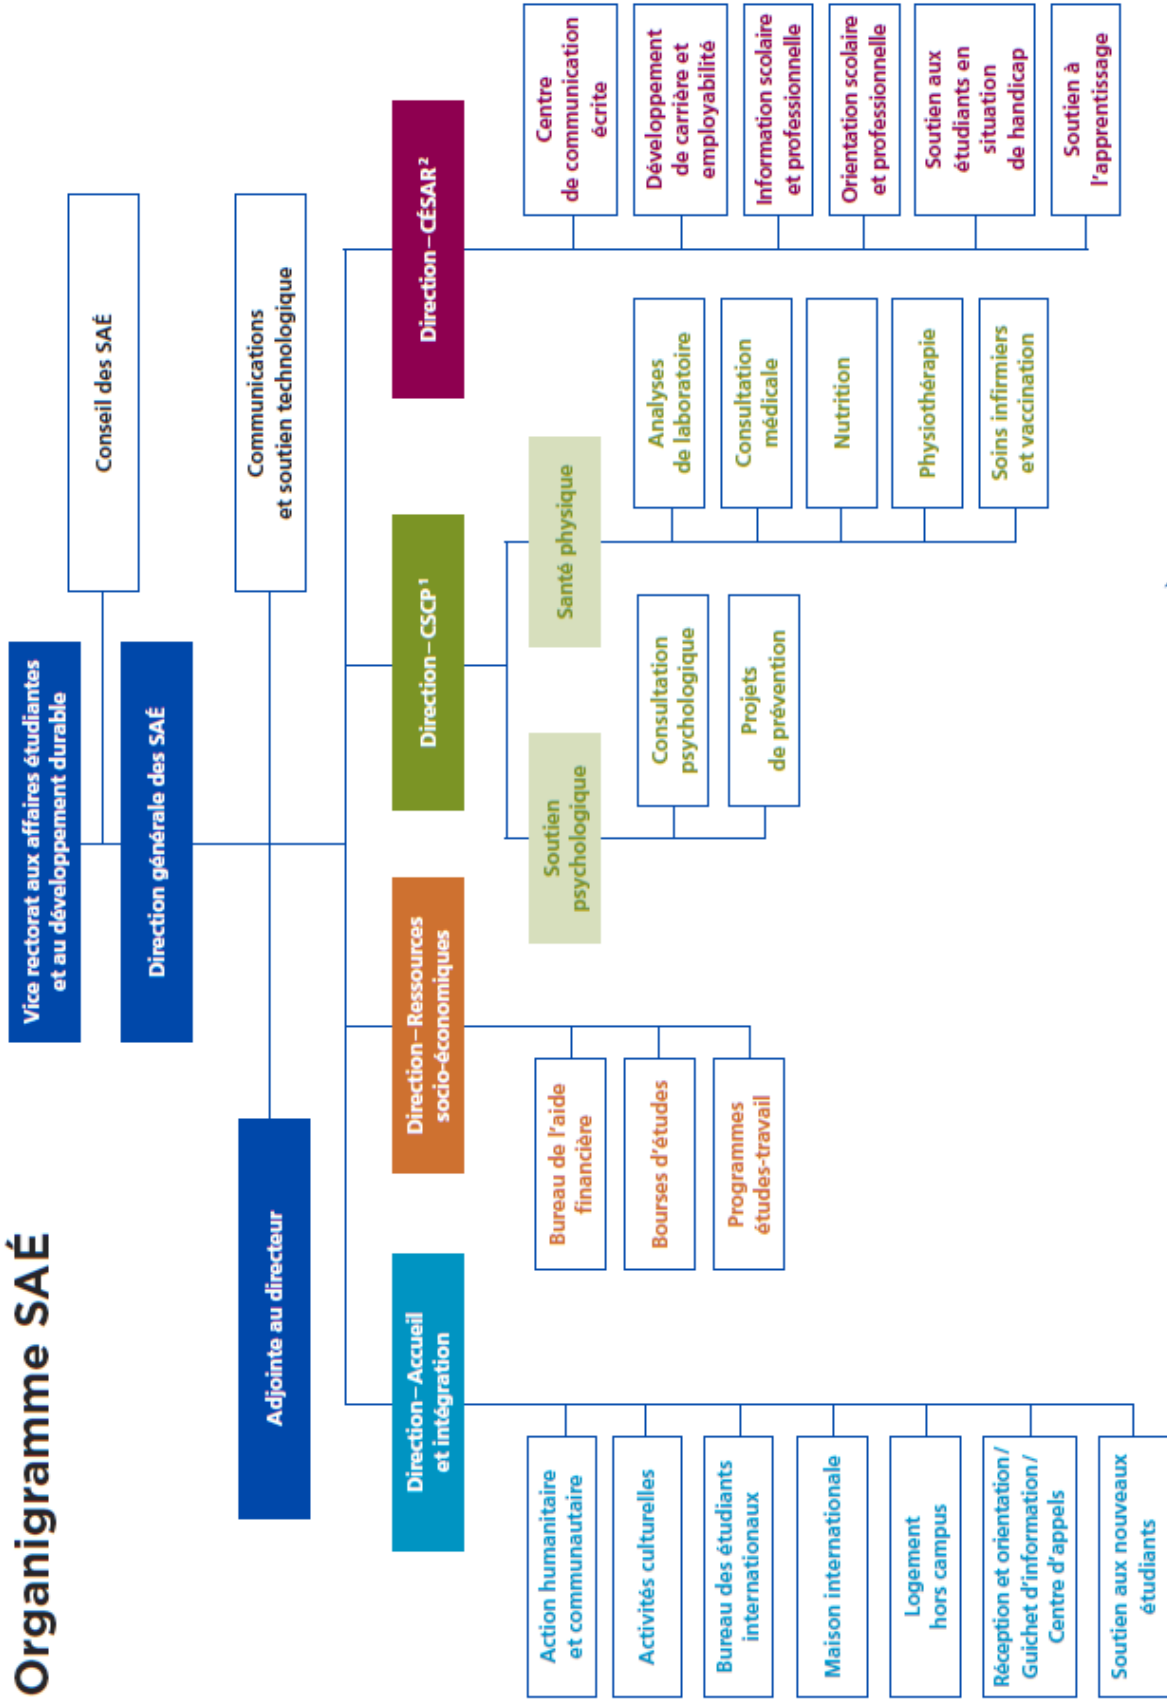 Organigramme SAÉ
Vice rectorat aux affaires étudiantes
et au développement durable
Conseil des SAÉ
Direction générale des SAÉ
Adjointe au directeur
Communications
et soutien technologique
Direction – Accueil
et intégration
Action humanitaire
et communautaire
Activités culturelles
Bureau des étudiants
internationaux
Maison internationale
Logement
hors campus
Réception et orientation/
Guichet d'information/
Centre d'appels
Soutien aux nouveaux
étudiants
Direction – Ressources
socio-économiques
Bureau de l'aide
financière
Bourses d'études
Programmes
études-travail
Direction – CSCP¹
Soutien
psychologique
Consultation
psychologique
Projets
de prévention
Santé physique
Analyses
de laboratoire
Consultation
médicale
Nutrition
Physiothérapie
Soins infirmiers
et vaccination
Direction – CÉSAR²
Centre
de communication
écrite
Développement
de carrière et
employabilité
Information scolaire
et professionnelle
Orientation scolaire
et professionnelle
Soutien aux
étudiants en
situation
de handicap
Soutien à
l'apprentissage